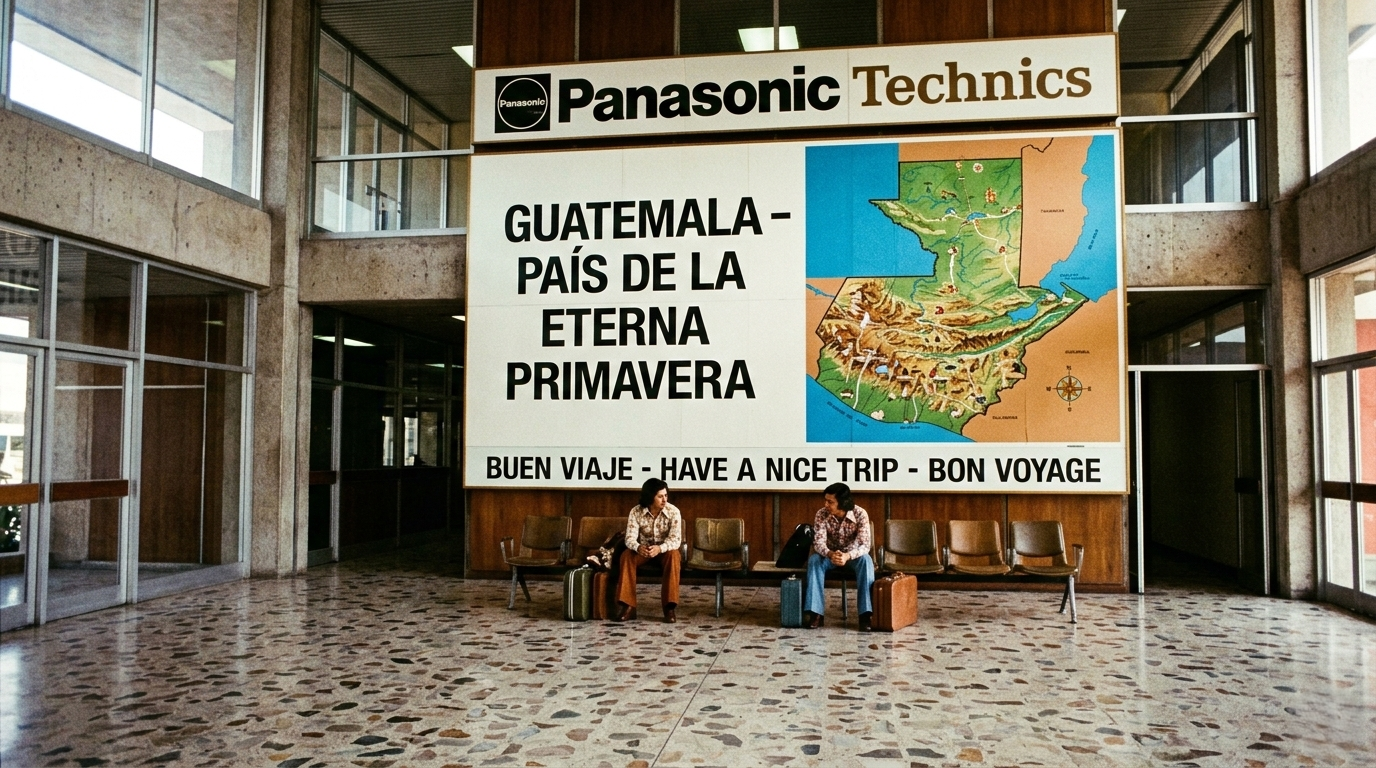 Panasonic
Panasonic Technics
GUATEMALA –
PAÍS DE LA
ETERNA
PRIMAVERA
BUEN VIAJE - HAVE A NICE TRIP - BON VOYAGE